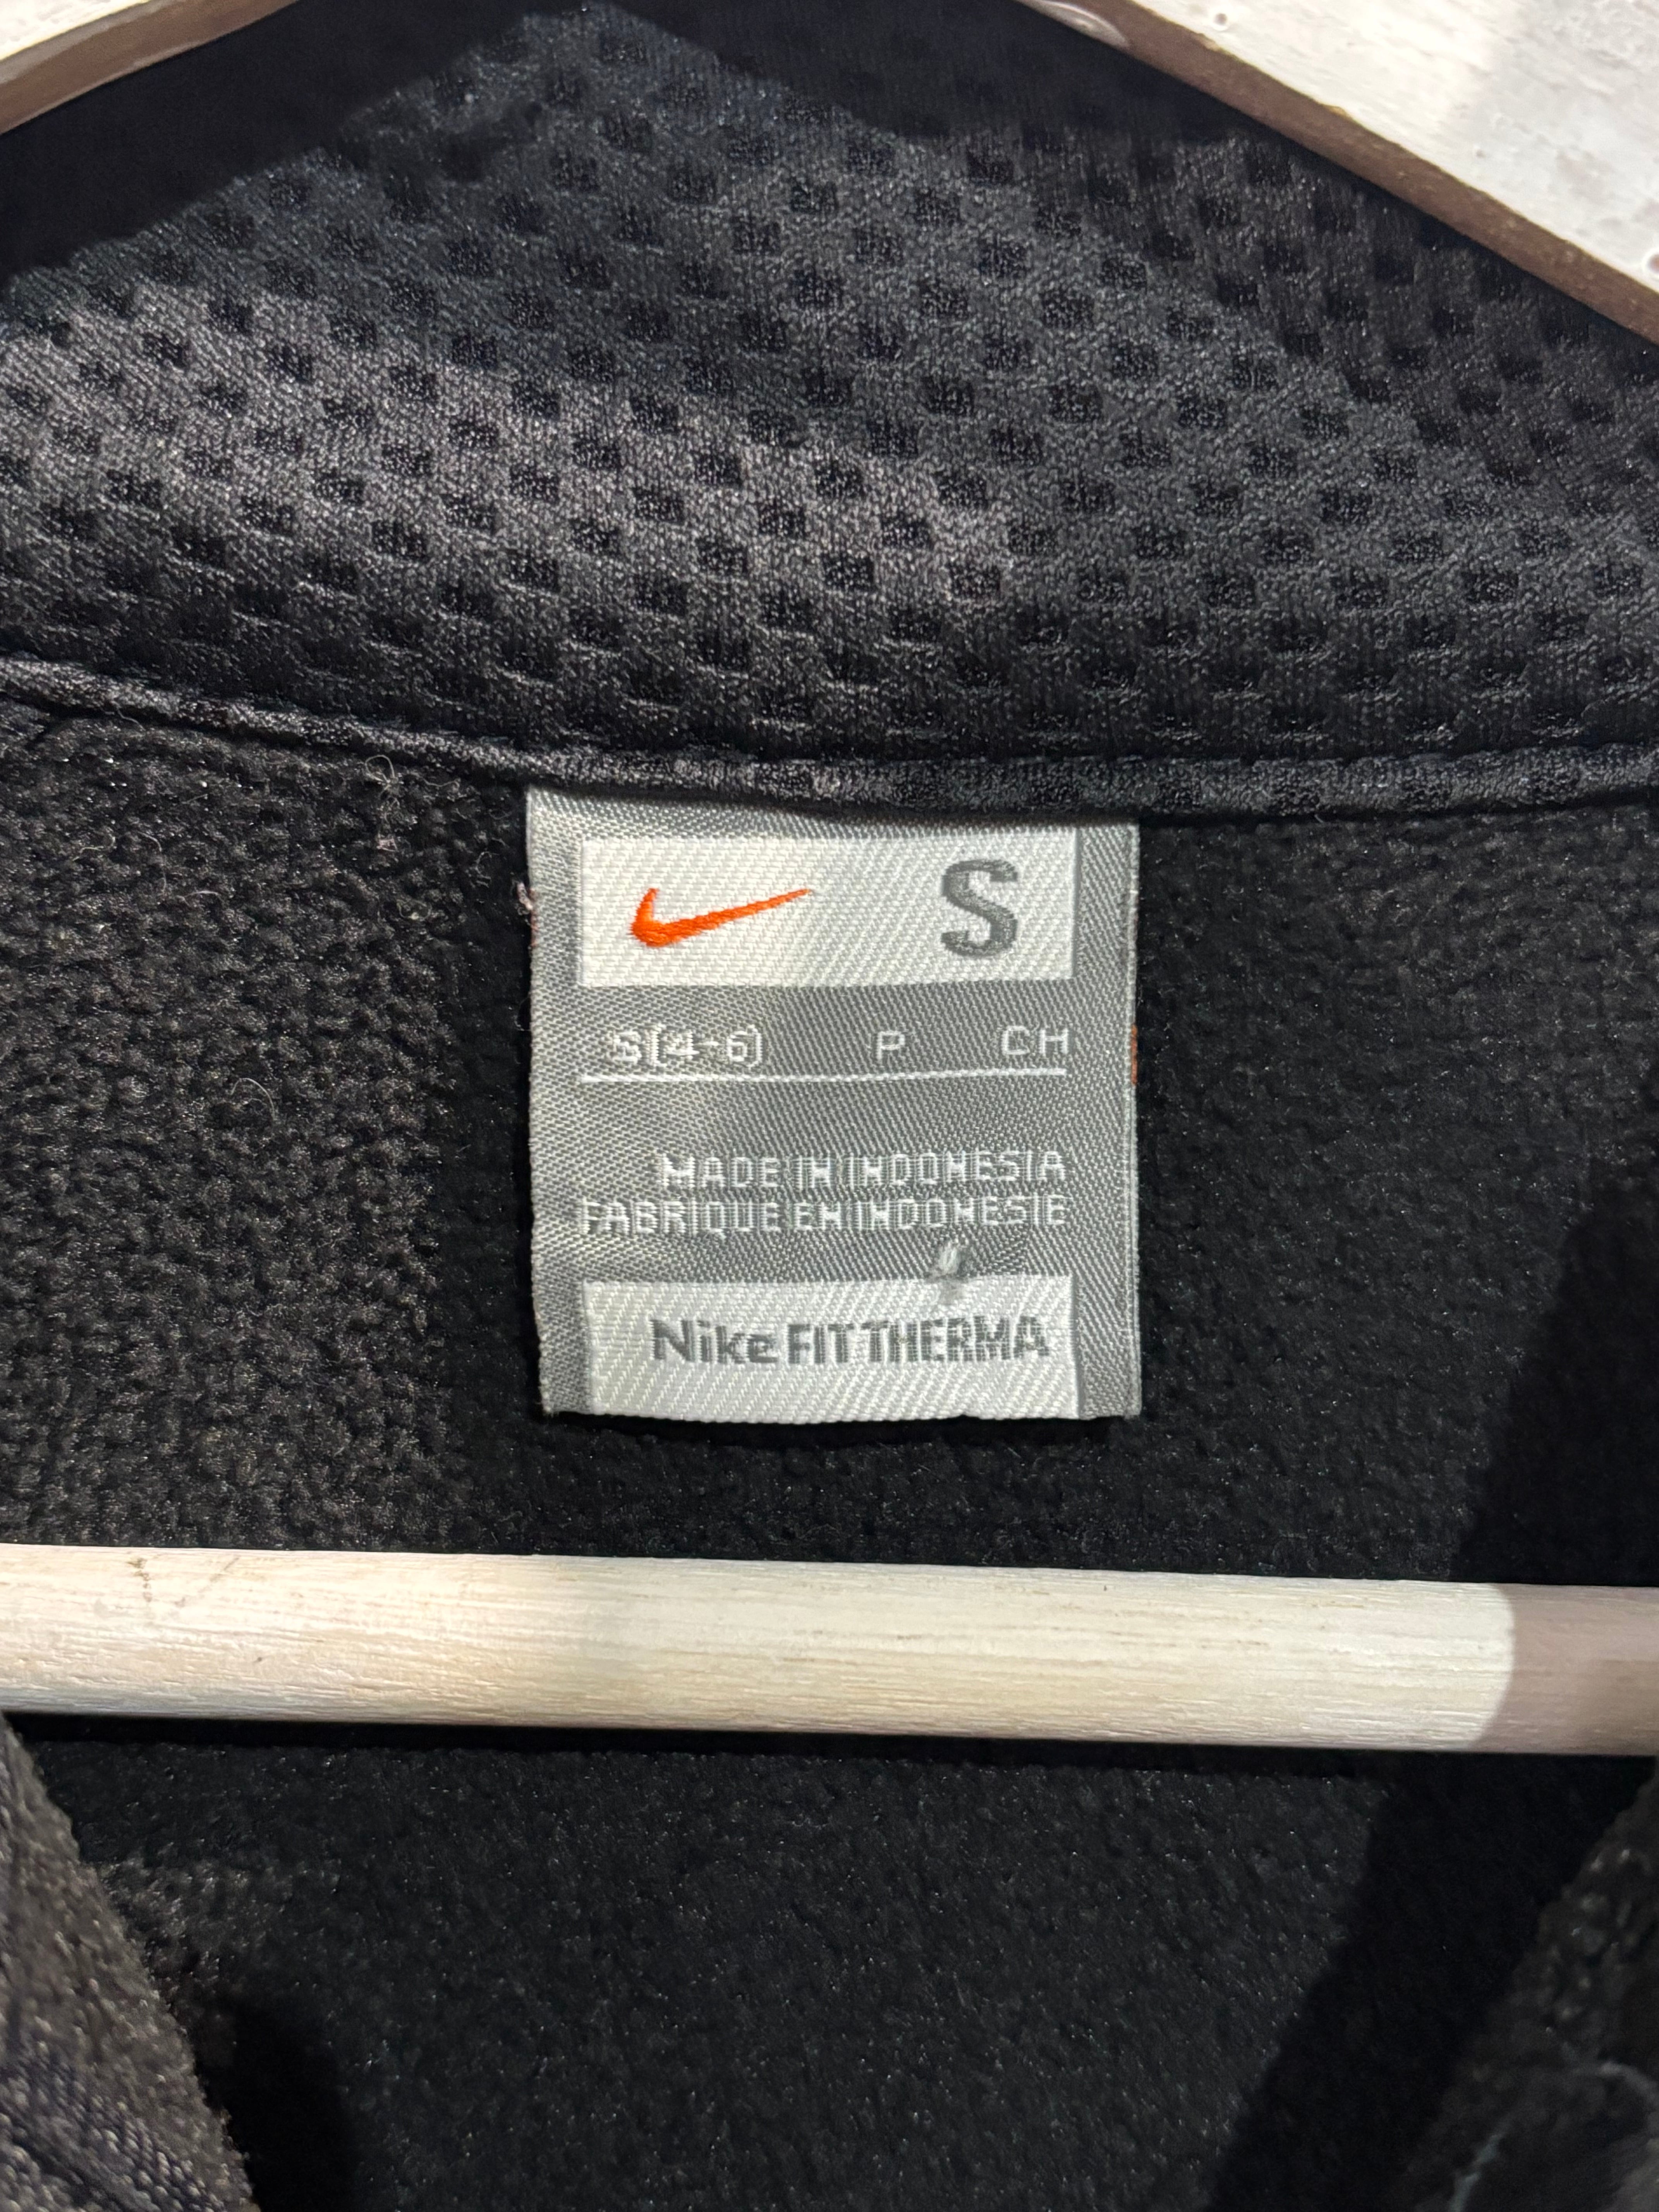 S
S(4-6) P CH
MADE IN INDONESIA
FABRIQUE EN INDONESIE
Nike FIT THERMA